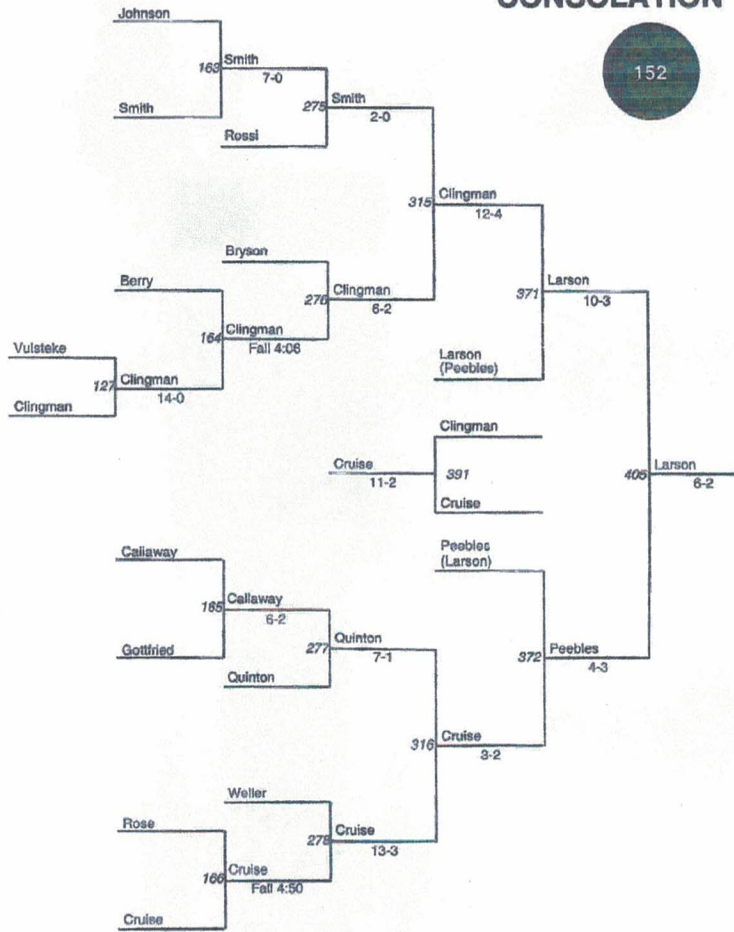 CONSOLATION
152
Johnson
163
Smith
7-0
Smith
275
Smith
2-0
Rossi
315
Clingman
12-4
Bryson
Berry
276
Clingman
6-2
371
Larson
10-3
164
Clingman
Fall 4:06
Vulsteke
127
Clingman
14-0
Clingman
Larson
(Peebles)
Clingman
Cruise
11-2
391
Cruise
405
Larson
6-2
Peebles
(Larson)
Callaway
165
Callaway
6-2
Gottfried
277
Quinton
7-1
Quinton
372
Peebles
4-3
316
Cruise
3-2
Weller
Rose
278
Cruise
13-3
166
Cruise
Fall 4:50
Cruise